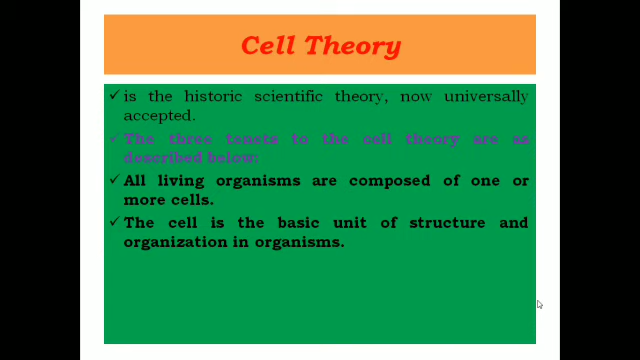 Cell Theory
✓ is the historic scientific theory, now universally
accepted.
✓ The three tenets to the cell theory are as
described below:
✓ All living organisms are composed of one or
more cells.
✓ The cell is the basic unit of structure and
organization in organisms.